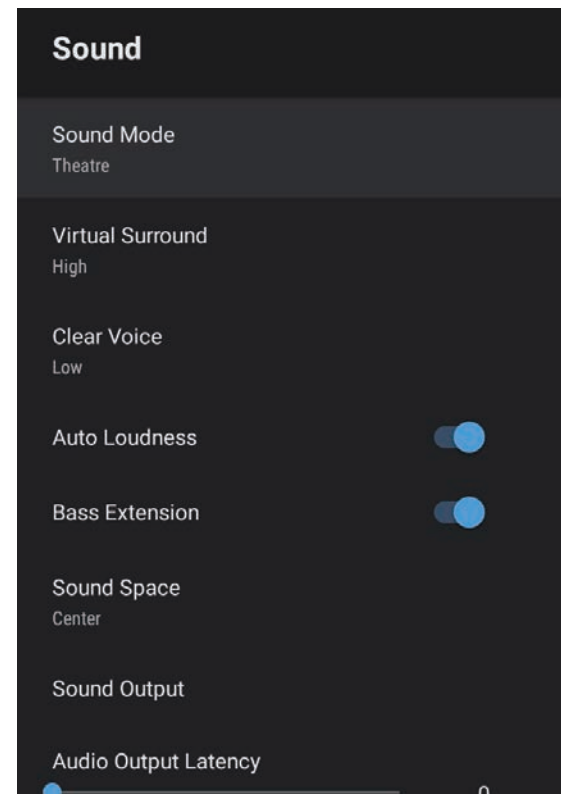 Sound
Sound Mode
Theatre
Virtual Surround
High
Clear Voice
Low
Auto Loudness
Bass Extension
Sound Space
Center
Sound Output
Audio Output Latency
0